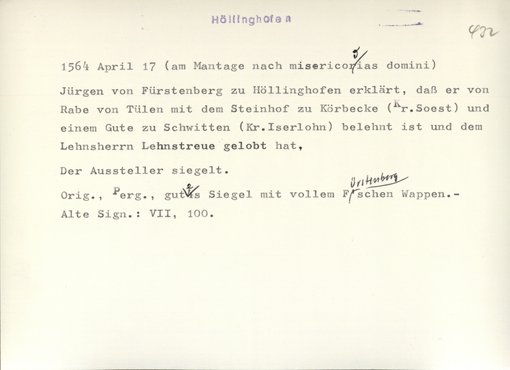 Höllinghofen
432
1564 April 17 (am Mantage nach misericordias domini)
Jürgen von Fürstenberg zu Höllinghofen erklärt, daß er von
Rabe von Tülen mit dem Steinhof zu Körbecke (Kr.Soest) und
einem Gute zu Schwitten (Kr.Iserlohn) belehnt ist und dem
Lehnsherrn Lehnstreue gelobt hat.
Der Aussteller siegelt.
Orig., Perg., gutes Siegel mit vollem Fürstenbergschen Wappen.-
Alte Sign.: VII, 100.